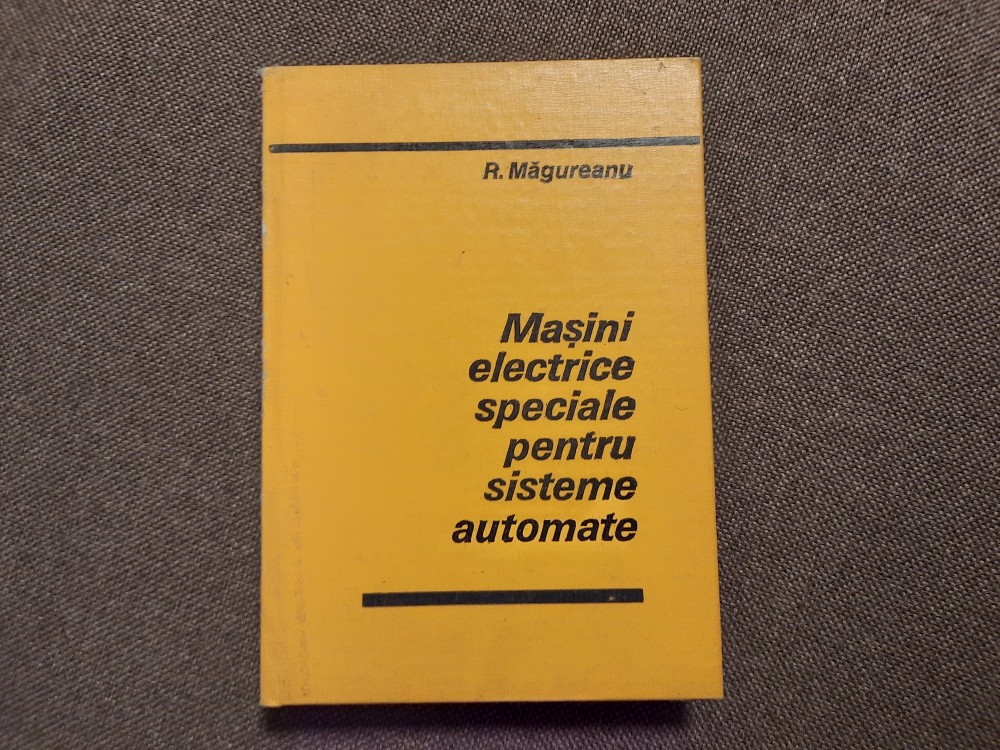 R. Măgureanu
Mașini
electrice
speciale
pentru
sisteme
automate